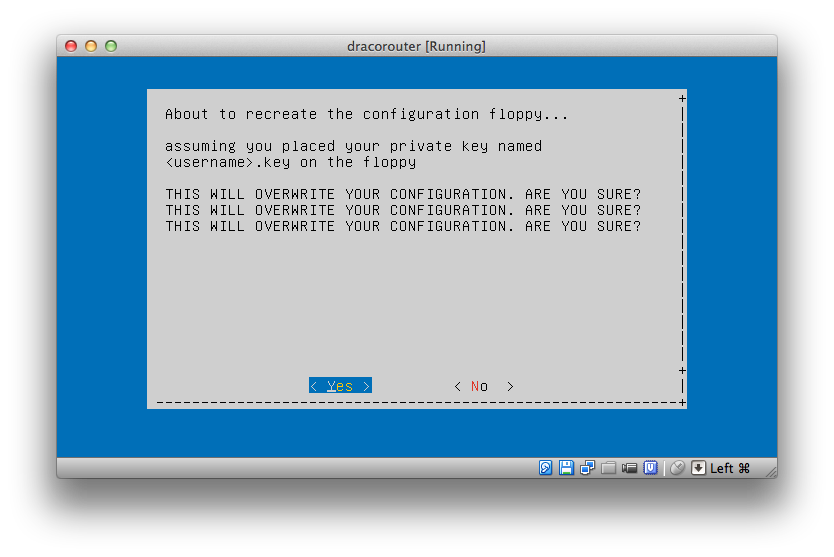 dracorouter [Running]
About to recreate the configuration floppy...
assuming you placed your private key named
<username>.key on the floppy
THIS WILL OVERWRITE YOUR CONFIGURATION. ARE YOU SURE?
THIS WILL OVERWRITE YOUR CONFIGURATION. ARE YOU SURE?
THIS WILL OVERWRITE YOUR CONFIGURATION. ARE YOU SURE?
< Yes > < No >
Left ⌘